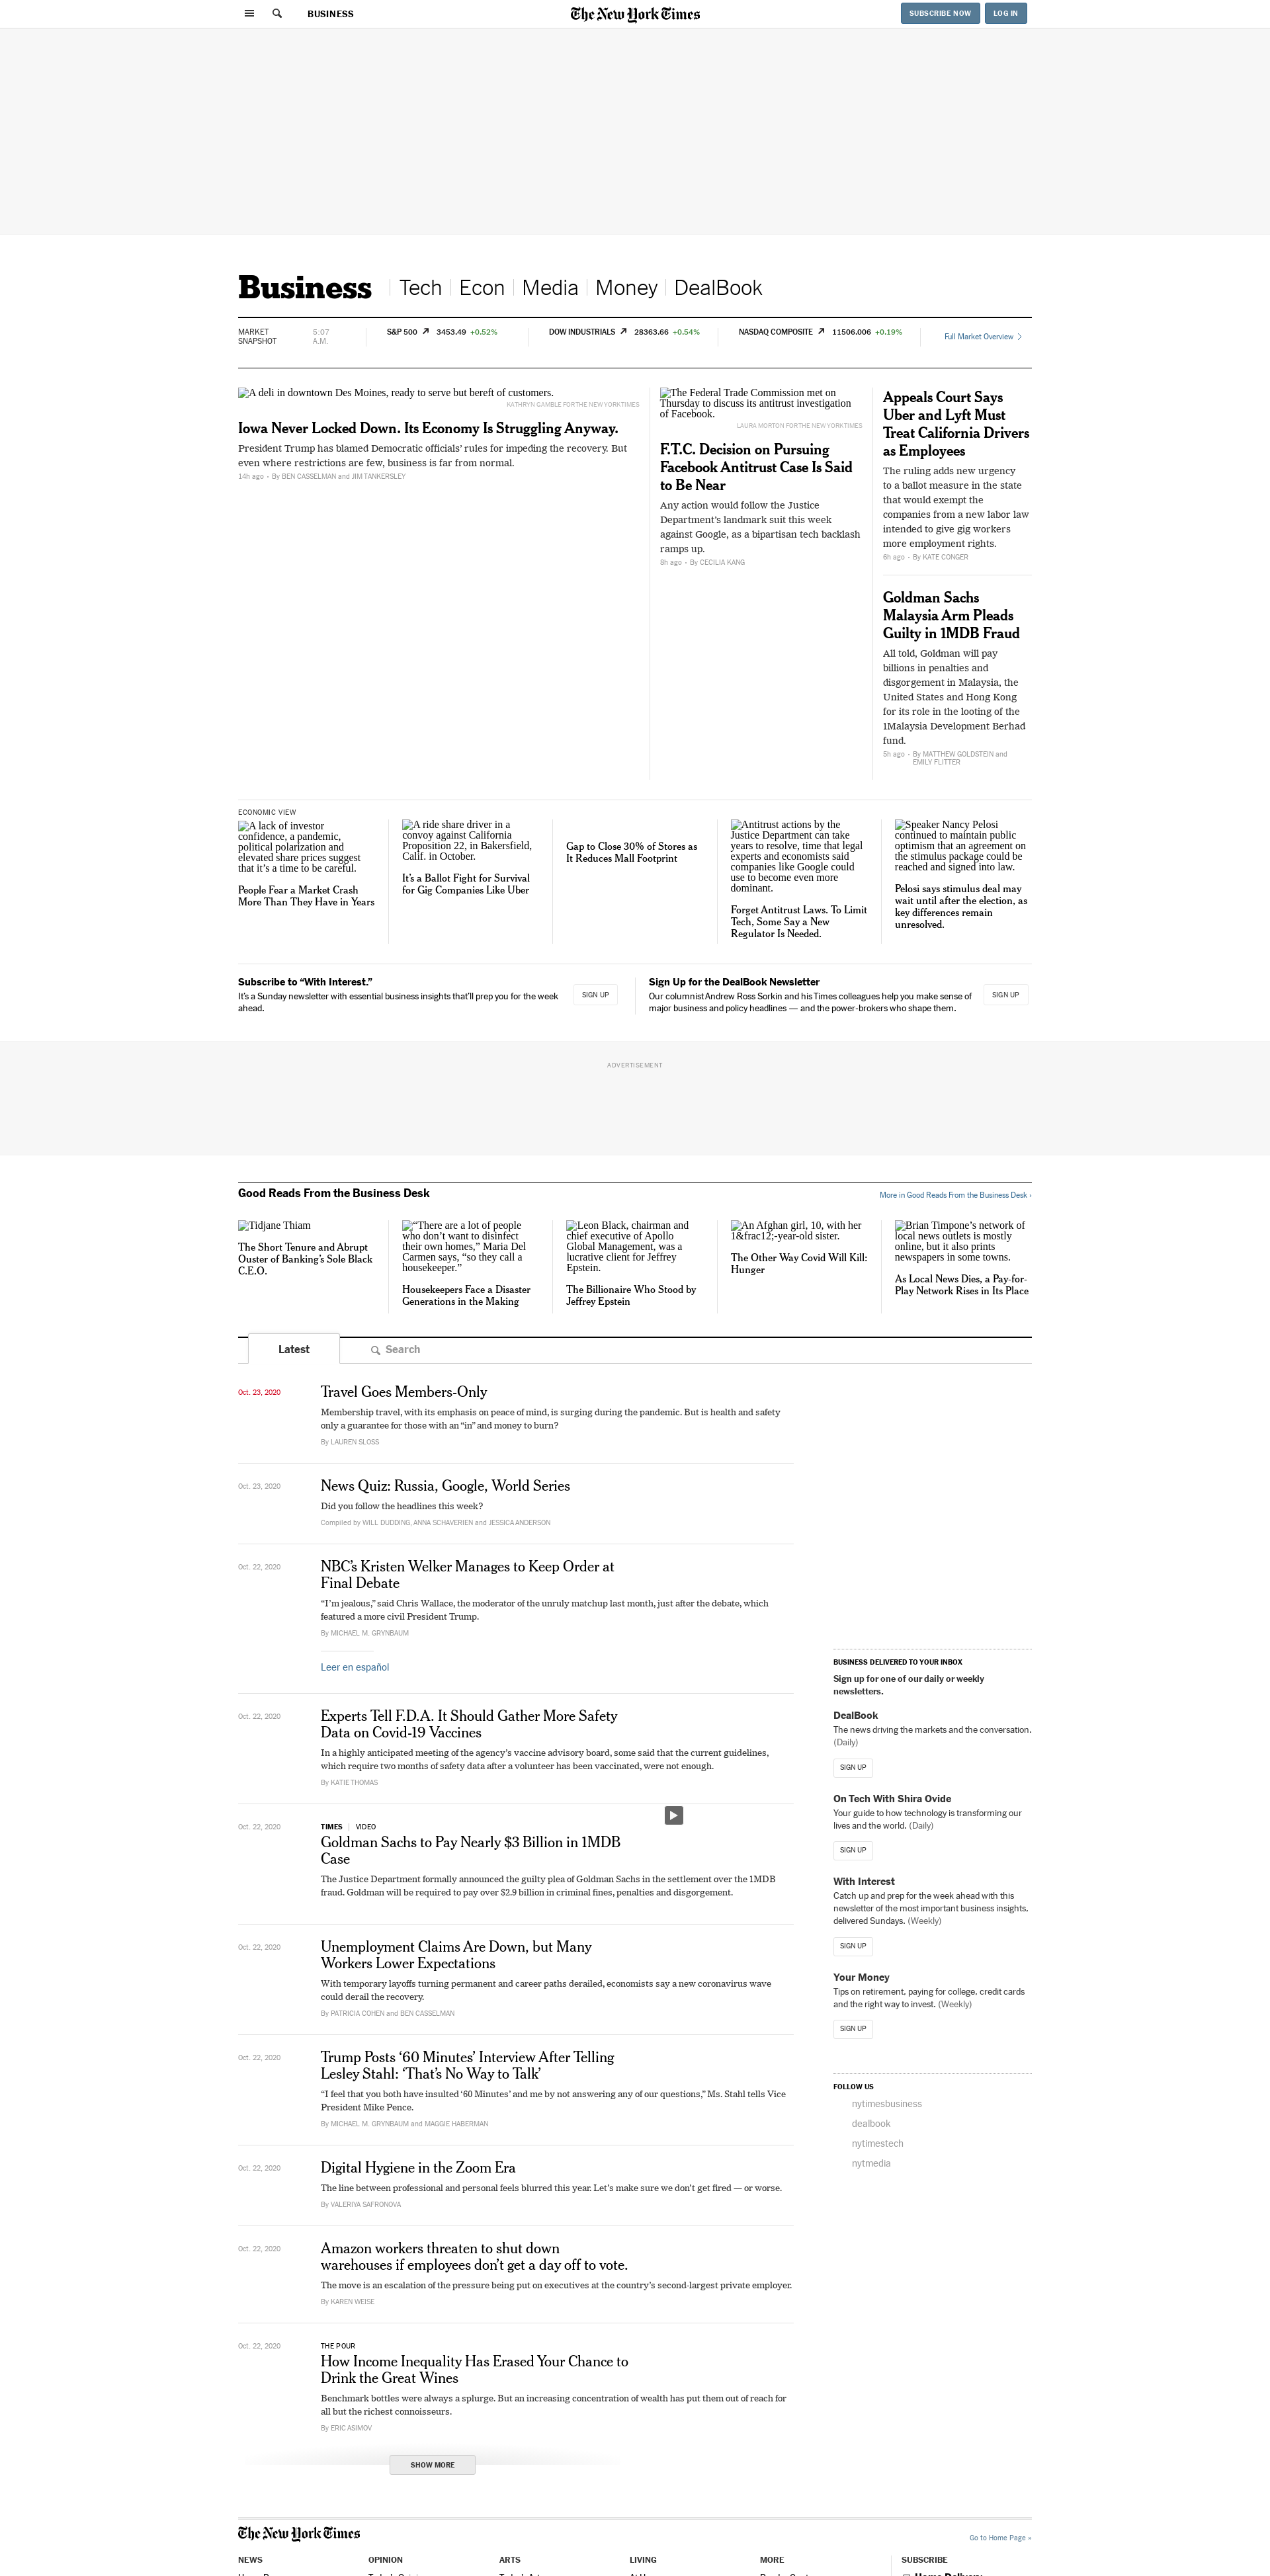 BUSINESS
The New York Times
SUBSCRIBE NOW
LOG IN
Business
Tech
Econ
Media
Money
DealBook
MARKET
SNAPSHOT
5:07
A.M.
S&P 500 3453.49 +0.52%
DOW INDUSTRIALS 28363.66 +0.54%
NASDAQ COMPOSITE 11506.006 +0.19%
Full Market Overview
A deli in downtown Des Moines, ready to serve but bereft of customers.
KATHRYN GAMBLE FOR THE NEW YORK TIMES
Iowa Never Locked Down. Its Economy Is Struggling Anyway.
President Trump has blamed Democratic officials’ rules for impeding the recovery. But
even where restrictions are few, business is far from normal.
14h ago - By BEN CASSELMAN and JIM TANKERSLEY
The Federal Trade Commission met on
Thursday to discuss its antitrust investigation
of Facebook.
LAURA MORTON FOR THE NEW YORK TIMES
F.T.C. Decision on Pursuing
Facebook Antitrust Case Is Said
to Be Near
Any action would follow the Justice
Department’s landmark suit this week
against Google, as a bipartisan tech backlash
ramps up.
8h ago - By CECILIA KANG
Appeals Court Says
Uber and Lyft Must
Treat California Drivers
as Employees
The ruling adds new urgency
to a ballot measure in the state
that would exempt the
companies from a new labor law
intended to give gig workers
more employment rights.
6h ago - By KATE CONGER
Goldman Sachs
Malaysia Arm Pleads
Guilty in 1MDB Fraud
All told, Goldman will pay
billions in penalties and
disgorgement in Malaysia, the
United States and Hong Kong
for its role in the looting of the
1Malaysia Development Berhad
fund.
5h ago - By MATTHEW GOLDSTEIN and
EMILY FLITTER
ECONOMIC VIEW
A lack of investor
confidence, a pandemic,
political polarization and
elevated share prices suggest
that it’s a time to be careful.
People Fear a Market Crash
More Than They Have in Years
A ride share driver in a
convoy against California
Proposition 22, in Bakersfield,
Calif. in October.
It’s a Ballot Fight for Survival
for Gig Companies Like Uber
Gap to Close 30% of Stores as
It Reduces Mall Footprint
Antitrust actions by the
Justice Department can take
years to resolve, time that legal
experts and economists said
companies like Google could
use to become even more
dominant.
Forget Antitrust Laws. To Limit
Tech, Some Say a New
Regulator Is Needed.
Speaker Nancy Pelosi
continued to maintain public
optimism that an agreement on
the stimulus package could be
reached and signed into law.
Pelosi says stimulus deal may
wait until after the election, as
key differences remain
unresolved.
Subscribe to “With Interest.”
It’s a Sunday newsletter with essential business insights that’ll prep you for the week
ahead.
SIGN UP
Sign Up for the DealBook Newsletter
Our columnist Andrew Ross Sorkin and his Times colleagues help you make sense of
major business and policy headlines — and the power-brokers who shape them.
SIGN UP
ADVERTISEMENT
Good Reads From the Business Desk
More in Good Reads From the Business Desk ›
Tidjane Thiam
The Short Tenure and Abrupt
Ouster of Banking’s Sole Black
C.E.O.
“There are a lot of people
who don’t want to disinfect
their own homes,” Maria Del
Carmen says, “so they call a
housekeeper.”
Housekeepers Face a Disaster
Generations in the Making
Leon Black, chairman and
chief executive of Apollo
Global Management, was a
lucrative client for Jeffrey
Epstein.
The Billionaire Who Stood by
Jeffrey Epstein
An Afghan girl, 10, with her
1&frac12;-year-old sister.
The Other Way Covid Will Kill:
Hunger
Brian Timpone’s network of
local news outlets is mostly
online, but it also prints
newspapers in some towns.
As Local News Dies, a Pay-for-
Play Network Rises in Its Place
Latest
Search
Oct. 23, 2020
Travel Goes Members-Only
Membership travel, with its emphasis on peace of mind, is surging during the pandemic. But is health and safety
only a guarantee for those with an “in” and money to burn?
By LAUREN SLOSS
Oct. 23, 2020
News Quiz: Russia, Google, World Series
Did you follow the headlines this week?
Compiled by WILL DUDDING, ANNA SCHAVERIEN and JESSICA ANDERSON
Oct. 22, 2020
NBC’s Kristen Welker Manages to Keep Order at
Final Debate
“I’m jealous,” said Chris Wallace, the moderator of the unruly matchup last month, just after the debate, which
featured a more civil President Trump.
By MICHAEL M. GRYNBAUM
Leer en español
Oct. 22, 2020
Experts Tell F.D.A. It Should Gather More Safety
Data on Covid-19 Vaccines
In a highly anticipated meeting of the agency’s vaccine advisory board, some said that the current guidelines,
which require two months of safety data after a volunteer has been vaccinated, were not enough.
By KATIE THOMAS
Oct. 22, 2020
TIMES | VIDEO
Goldman Sachs to Pay Nearly $3 Billion in 1MDB
Case
The Justice Department formally announced the guilty plea of Goldman Sachs in the settlement over the 1MDB
fraud. Goldman will be required to pay over $2.9 billion in criminal fines, penalties and disgorgement.
Oct. 22, 2020
Unemployment Claims Are Down, but Many
Workers Lower Expectations
With temporary layoffs turning permanent and career paths derailed, economists say a new coronavirus wave
could derail the recovery.
By PATRICIA COHEN and BEN CASSELMAN
Oct. 22, 2020
Trump Posts ‘60 Minutes’ Interview After Telling
Lesley Stahl: ‘That’s No Way to Talk’
“I feel that you both have insulted ‘60 Minutes’ and me by not answering any of our questions,” Ms. Stahl tells Vice
President Mike Pence.
By MICHAEL M. GRYNBAUM and MAGGIE HABERMAN
Oct. 22, 2020
Digital Hygiene in the Zoom Era
The line between professional and personal feels blurred this year. Let’s make sure we don’t get fired — or worse.
By VALERIYA SAFRONOVA
Oct. 22, 2020
Amazon workers threaten to shut down
warehouses if employees don’t get a day off to vote.
The move is an escalation of the pressure being put on executives at the country’s second-largest private employer.
By KAREN WEISE
Oct. 22, 2020
THE POUR
How Income Inequality Has Erased Your Chance to
Drink the Great Wines
Benchmark bottles were always a splurge. But an increasing concentration of wealth has put them out of reach for
all but the richest connoisseurs.
By ERIC ASIMOV
SHOW MORE
BUSINESS DELIVERED TO YOUR INBOX
Sign up for one of our daily or weekly
newsletters.
DealBook
The news driving the markets and the conversation.
(Daily)
SIGN UP
On Tech With Shira Ovide
Your guide to how technology is transforming our
lives and the world. (Daily)
SIGN UP
With Interest
Catch up and prep for the week ahead with this
newsletter of the most important business insights,
delivered Sundays. (Weekly)
SIGN UP
Your Money
Tips on retirement, paying for college, credit cards
and the right way to invest. (Weekly)
SIGN UP
FOLLOW US
nytimesbusiness
dealbook
nytimestech
nytmedia
The New York Times
Go to Home Page »
NEWS
OPINION
ARTS
LIVING
MORE
SUBSCRIBE